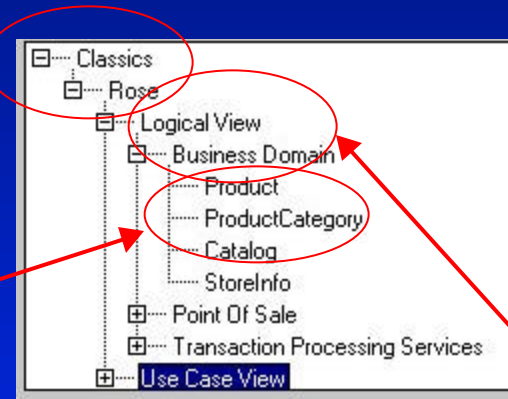 Classics
Rose
Logical View
Business Domain
Product
ProductCategory
Catalog
StoreInfo
Point Of Sale
Transaction Processing Services
Use Case View